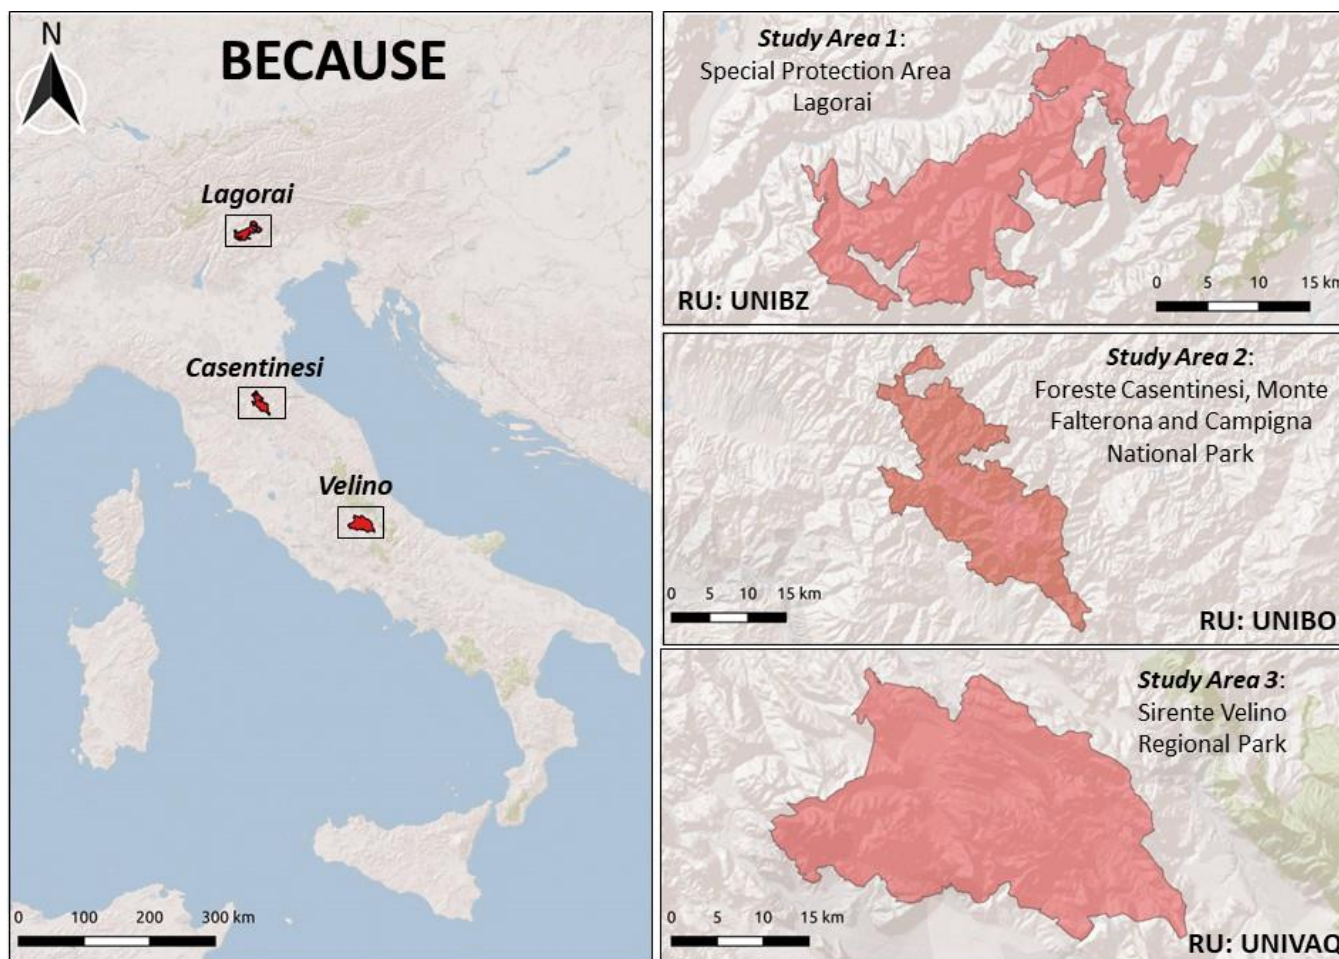 N
BECAUSE
Lagorai
Casentinesi
Velino
0 100 200 300 km
Study Area 1:
Special Protection Area
Lagorai
0 5 10 15 km
RU: UNIBZ
Study Area 2:
Foreste Casentinesi, Monte
Falterona and Campigna
National Park
0 5 10 15 km
RU: UNIBO
Study Area 3:
Sirente Velino
Regional Park
0 5 10 15 km
RU: UNIVAQ